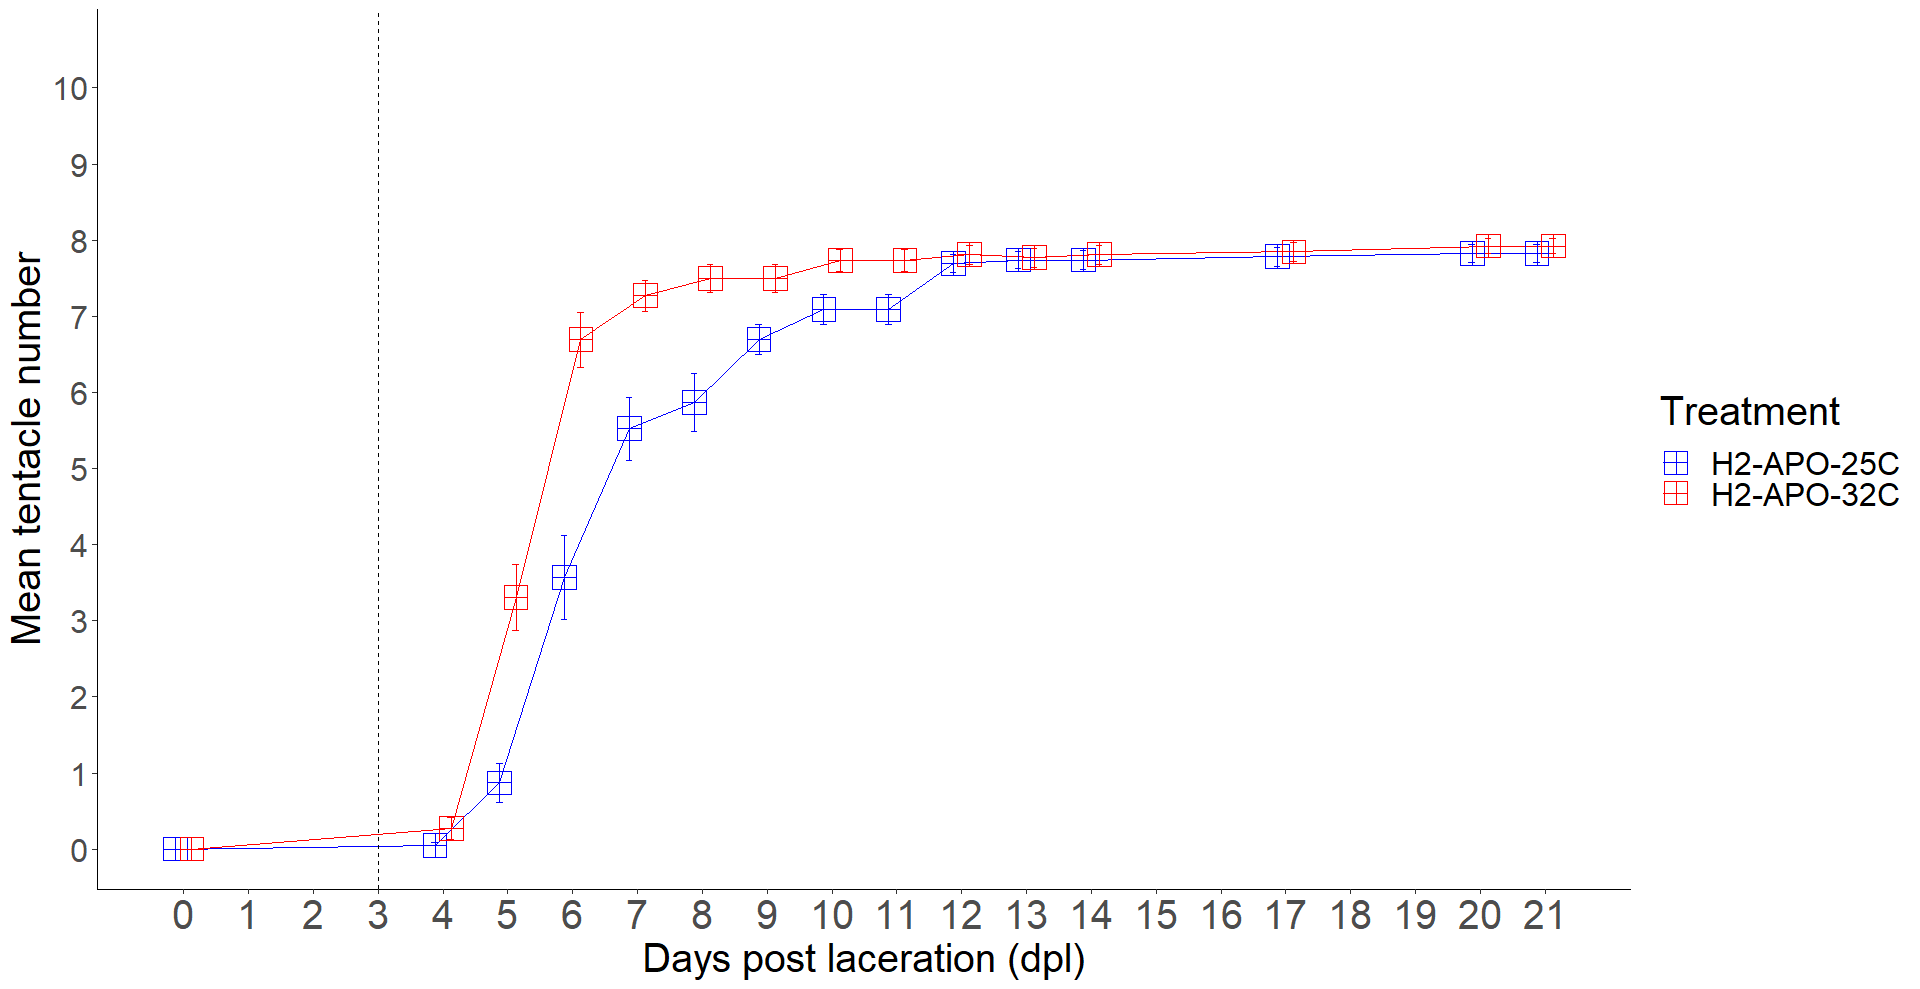 10
9
8
7
6
5
4
3
2
1
0
Mean tentacle number
0 1 2 3 4 5 6 7 8 9 10 11 12 13 14 15 16 17 18 19 20 21
Days post laceration (dpl)
Treatment
H2-APO-25C
H2-APO-32C